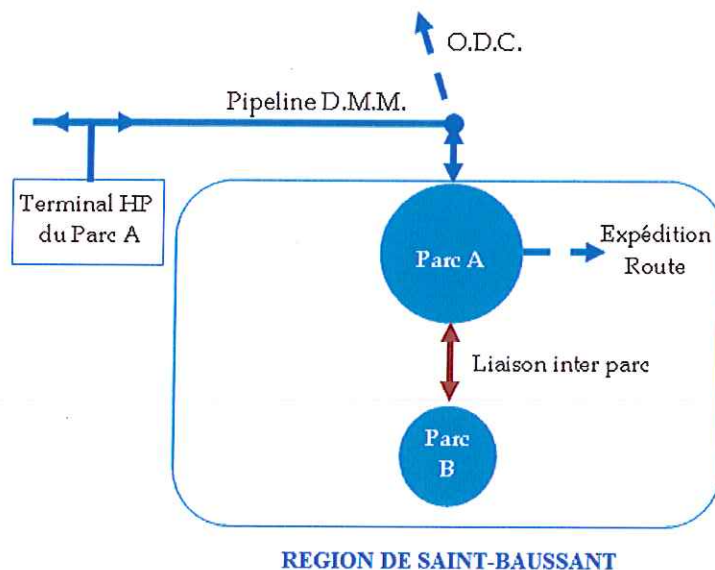 O.D.C.
Pipeline D.M.M.
Terminal HP
du Parc A
Parc A
Expédition
Route
Liaison inter parc
Parc
B
REGION DE SAINT-BAUSSANT